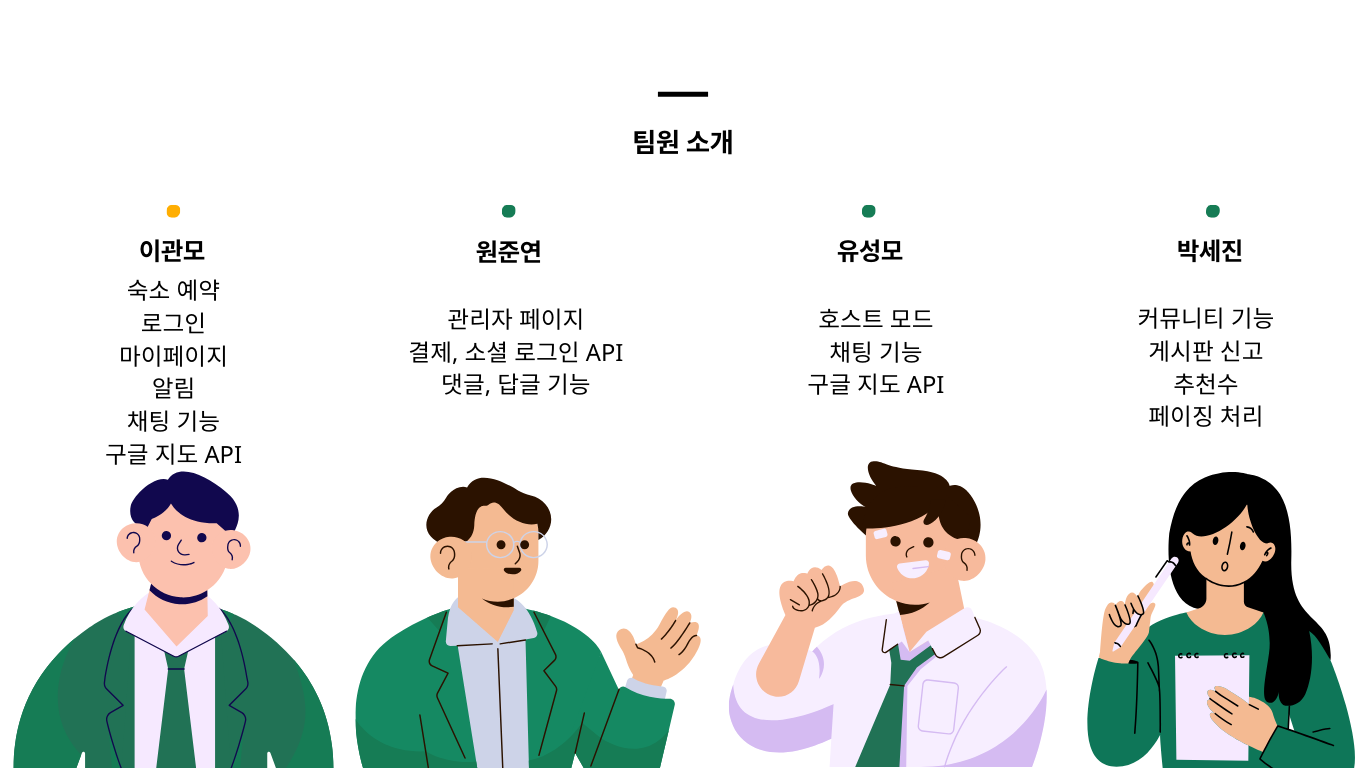 팀원 소개
이관모
숙소 예약
로그인
마이페이지
알림
채팅 기능
구글 지도 API
원준연
관리자 페이지
결제, 소셜 로그인 API
댓글, 답글 기능
유성모
호스트 모드
채팅 기능
구글 지도 API
박세진
커뮤니티 기능
게시판 신고
추천수
페이징 처리